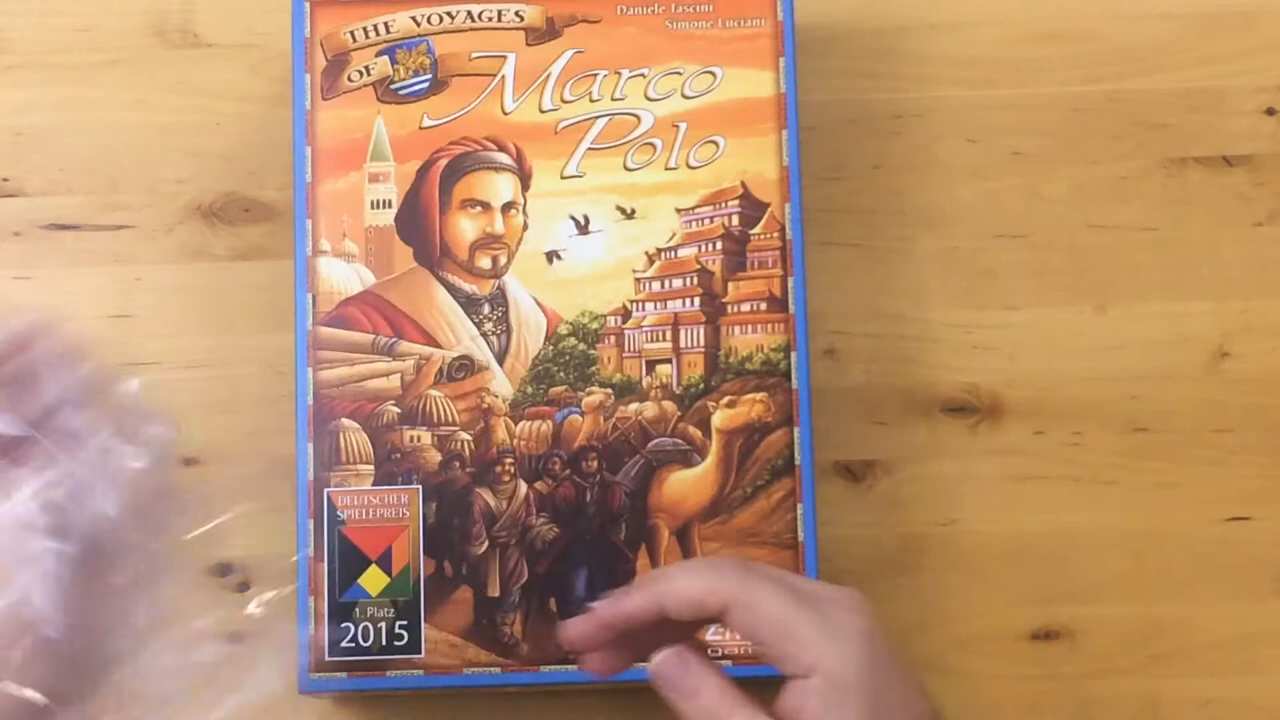 THE VOYAGES
OF
Marco
Polo
Daniele Tascini
Simone Luciani
DEUTSCHER
SPIELEPREIS
1. Platz
2015